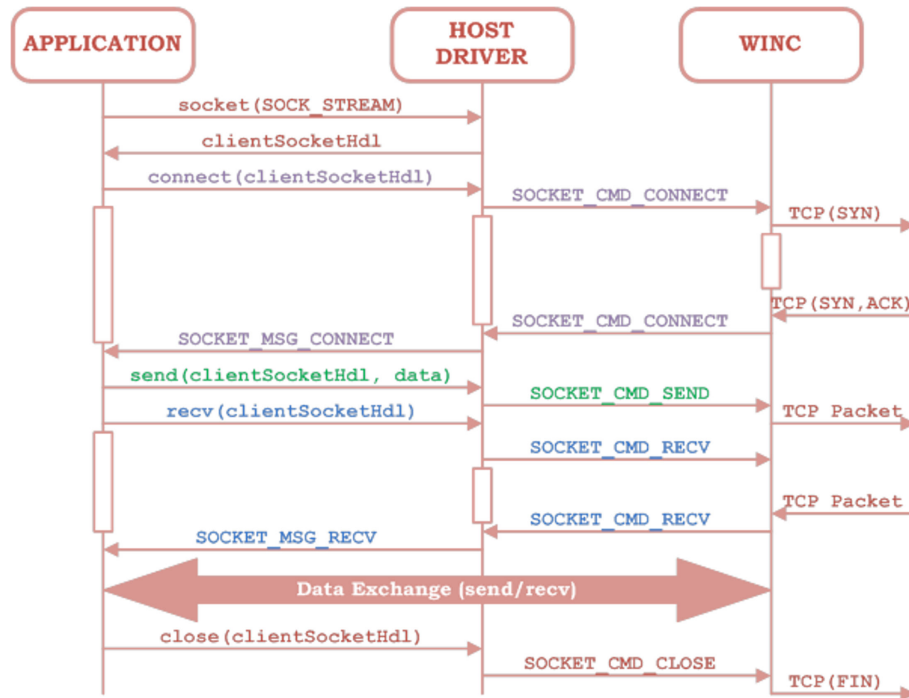 APPLICATION
HOST
DRIVER
WINC
socket(SOCK_STREAM)
clientSocketHdl
connect(clientSocketHdl)
SOCKET_CMD_CONNECT
TCP(SYN)
TCP(SYN,ACK)
SOCKET_CMD_CONNECT
SOCKET_MSG_CONNECT
send(clientSocketHdl, data)
SOCKET_CMD_SEND
recv(clientSocketHdl)
TCP Packet
SOCKET_CMD_RECV
TCP Packet
SOCKET_CMD_RECV
SOCKET_MSG_RECV
Data Exchange (send/recv)
close(clientSocketHdl)
SOCKET_CMD_CLOSE
TCP(FIN)